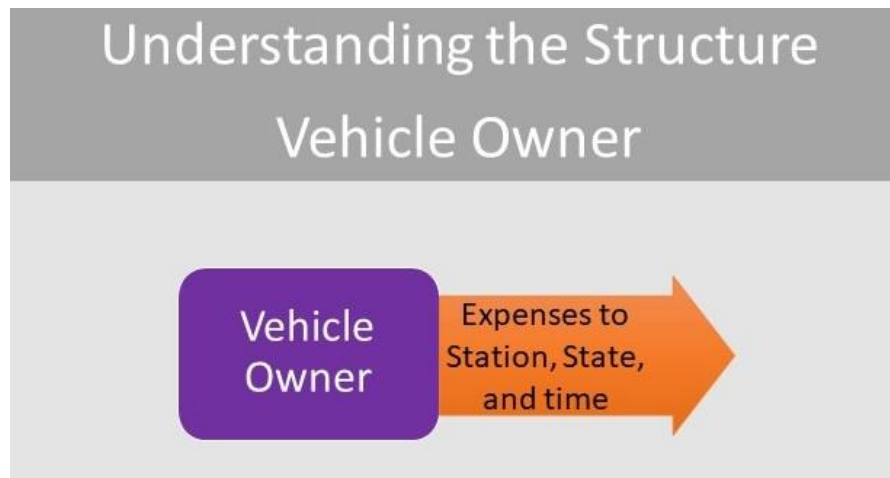 Understanding the Structure
Vehicle Owner
Vehicle
Owner
Expenses to
Station, State,
and time